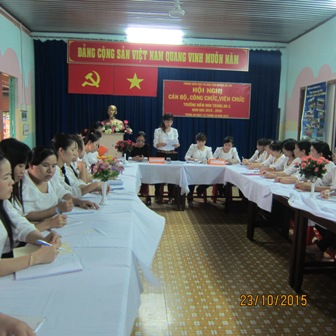 ĐẢNG CỘNG SẢN VIỆT NAM QUANG VINH MUÔN NĂM
HỘI NGHỊ
CÁN BỘ, CÔNG CHỨC, VIÊN CHỨC
TRƯỜNG MẦM NON
23/10/2015